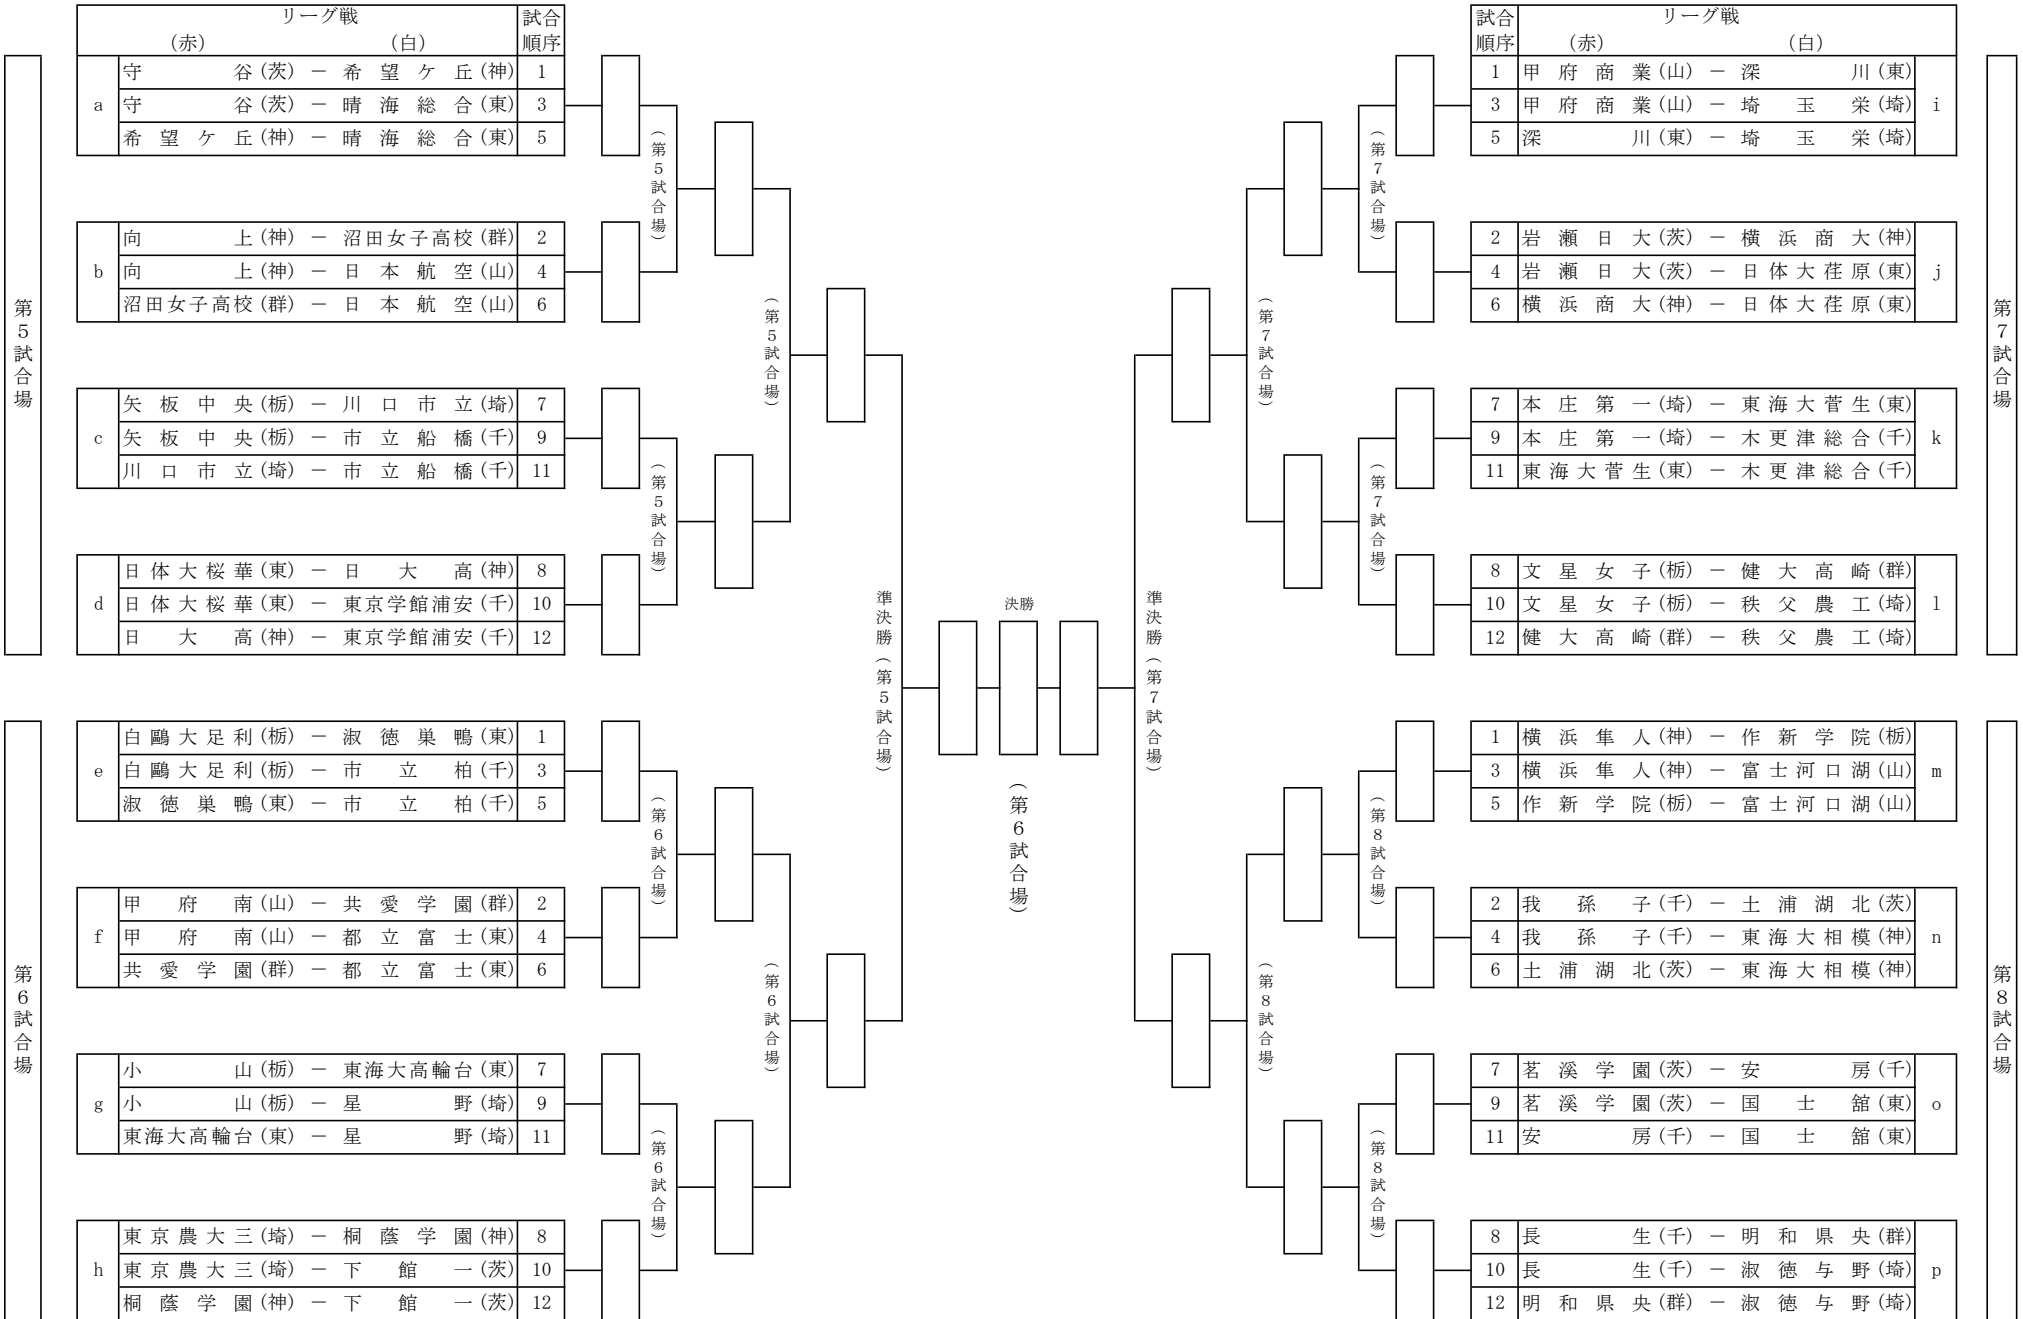 リーグ戦 試合
(赤) (白) 順序
第5試合場
a
守谷(茨) － 希望ケ丘(神) 1
守谷(茨) － 晴海総合(東) 3
希望ケ丘(神) － 晴海総合(東) 5
b
向上(神) － 沼田女子高校(群) 2
向上(神) － 日本航空(山) 4
沼田女子高校(群) － 日本航空(山) 6
c
矢板中央(栃) － 川口市立(埼) 7
矢板中央(栃) － 市立船橋(千) 9
川口市立(埼) － 市立船橋(千) 11
d
日体大桜華(東) － 日大高(神) 8
日体大桜華(東) － 東京学館浦安(千) 10
日大高(神) － 東京学館浦安(千) 12
第6試合場
e
白鷗大足利(栃) － 淑徳巣鴨(東) 1
白鷗大足利(栃) － 市立柏(千) 3
淑徳巣鴨(東) － 市立柏(千) 5
f
甲府南(山) － 共愛学園(群) 2
甲府南(山) － 都立富士(東) 4
共愛学園(群) － 都立富士(東) 6
g
小山(栃) － 東海大高輪台(東) 7
小山(栃) － 星野(埼) 9
東海大高輪台(東) － 星野(埼) 11
h
東京農大三(埼) － 桐蔭学園(神) 8
東京農大三(埼) － 下館一(茨) 10
桐蔭学園(神) － 下館一(茨) 12
(第5試合場)
(第5試合場)
(第6試合場)
(第6試合場)
(第5試合場)
(第6試合場)
準決勝(第5試合場)
決勝
(第6試合場)
準決勝(第7試合場)
(第7試合場)
(第8試合場)
(第7試合場)
(第7試合場)
(第8試合場)
(第8試合場)
試合 リーグ戦
順序 (赤) (白)
1 甲府商業(山) － 深川(東)
3 甲府商業(山) － 埼玉栄(埼)
5 深川(東) － 埼玉栄(埼)
i
2 岩瀬日大(茨) － 横浜商大(神)
4 岩瀬日大(茨) － 日体大荏原(東)
6 横浜商大(神) － 日体大荏原(東)
j
7 本庄第一(埼) － 東海大菅生(東)
9 本庄第一(埼) － 木更津総合(千)
11 東海大菅生(東) － 木更津総合(千)
k
8 文星女子(栃) － 健大高崎(群)
10 文星女子(栃) － 秩父農工(埼)
12 健大高崎(群) － 秩父農工(埼)
l
第7試合場
1 横浜隼人(神) － 作新学院(栃)
3 横浜隼人(神) － 富士河口湖(山)
5 作新学院(栃) － 富士河口湖(山)
m
2 我孫子(千) － 土浦湖北(茨)
4 我孫子(千) － 東海大相模(神)
6 土浦湖北(茨) － 東海大相模(神)
n
7 茗溪学園(茨) － 安房(千)
9 茗溪学園(茨) － 国士舘(東)
11 安房(千) － 国士舘(東)
o
8 長生(千) － 明和県央(群)
10 長生(千) － 淑徳与野(埼)
12 明和県央(群) － 淑徳与野(埼)
p
第8試合場